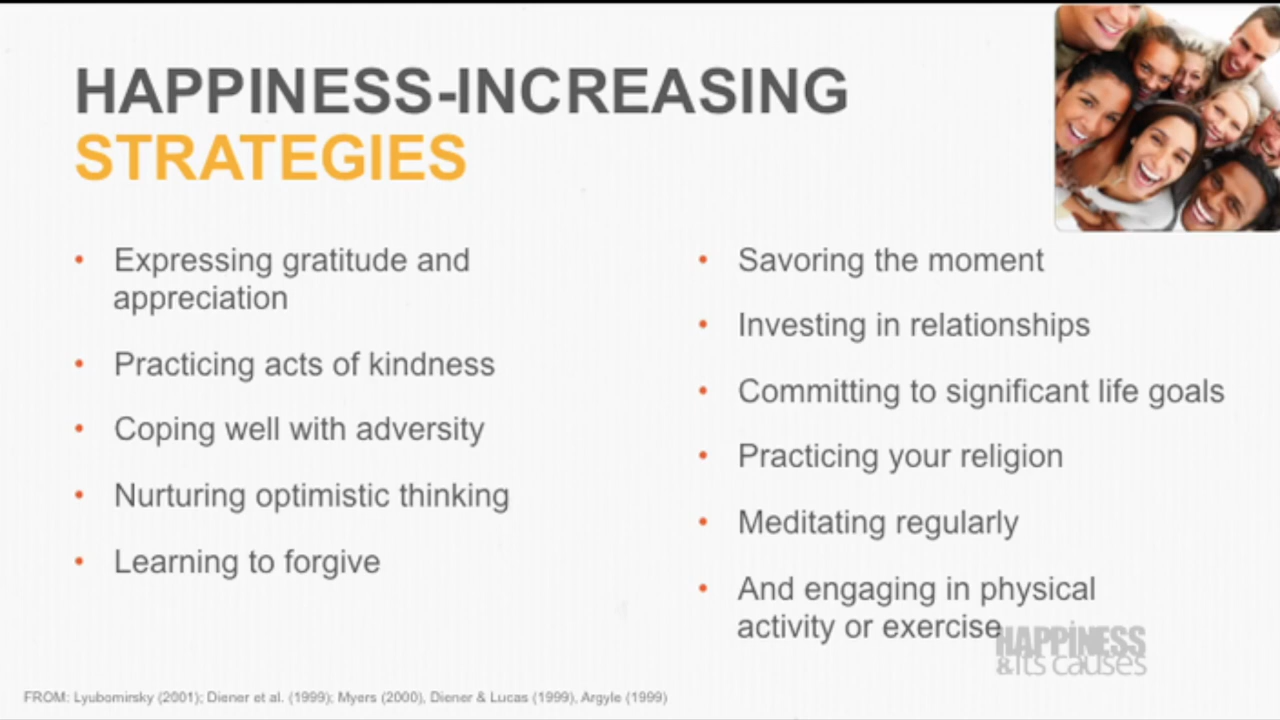 HAPPINESS-INCREASING
STRATEGIES
• Expressing gratitude and
appreciation
• Practicing acts of kindness
• Coping well with adversity
• Nurturing optimistic thinking
• Learning to forgive
• Savoring the moment
• Investing in relationships
• Committing to significant life goals
• Practicing your religion
• Meditating regularly
• And engaging in physical
activity or exercise
HAPPINESS
&its causes
FROM: Lyubomirsky (2001); Diener et al. (1999); Myers (2000), Diener & Lucas (1999), Argyle (1999)